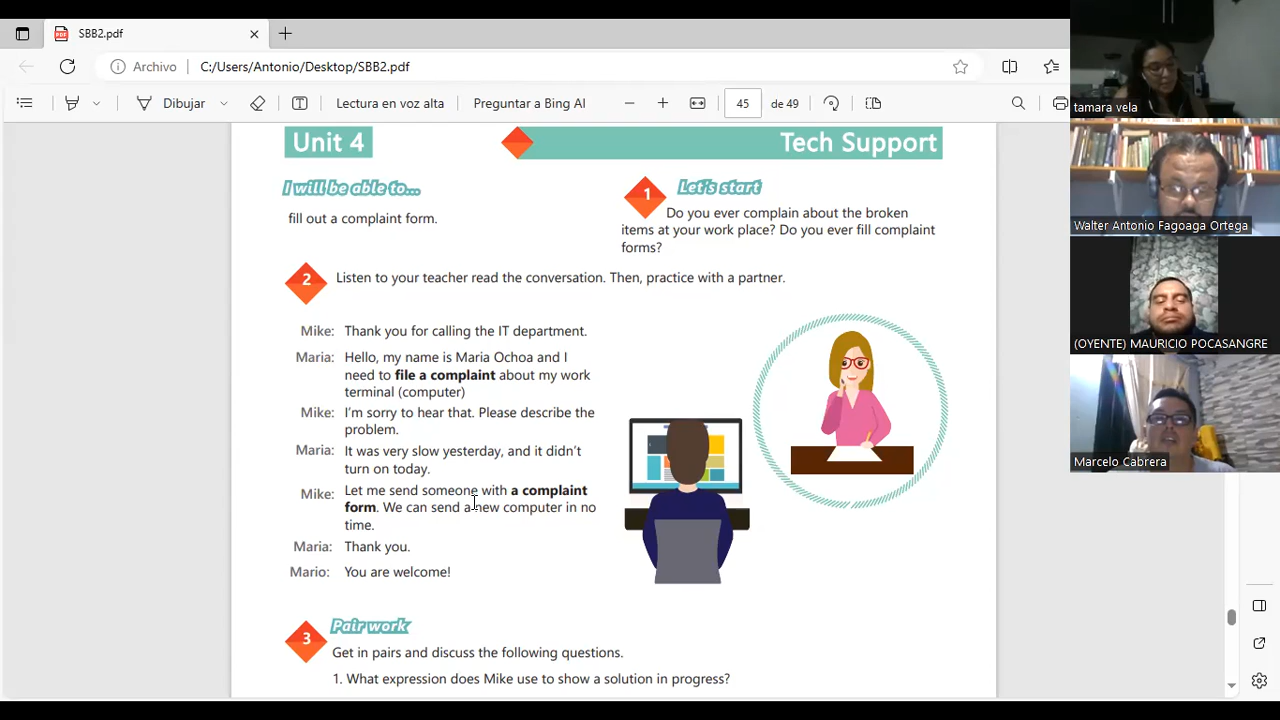 SBB2.pdf
Archivo
C:/Users/Antonio/Desktop/SBB2.pdf
Dibujar
Lectura en voz alta
Preguntar a Bing AI
45
de 49
Unit 4
Tech Support
I will be able to...
fill out a complaint form.
1
Let's start
Do you ever complain about the broken
items at your work place? Do you ever fill complaint
forms?
2
Listen to your teacher read the conversation. Then, practice with a partner.
Mike: Thank you for calling the IT department.
Maria: Hello, my name is Maria Ochoa and I
need to file a complaint about my work
terminal (computer)
Mike: I'm sorry to hear that. Please describe the
problem.
Maria: It was very slow yesterday, and it didn't
turn on today.
Mike: Let me send someone with a complaint
form. We can send a new computer in no
time.
Maria: Thank you.
Mario: You are welcome!
3
Pair work
Get in pairs and discuss the following questions.
1. What expression does Mike use to show a solution in progress?
tamara vela
Walter Antonio Fagoaga Ortega
(OYENTE) MAURICIO POCASANGRE
Marcelo Cabrera